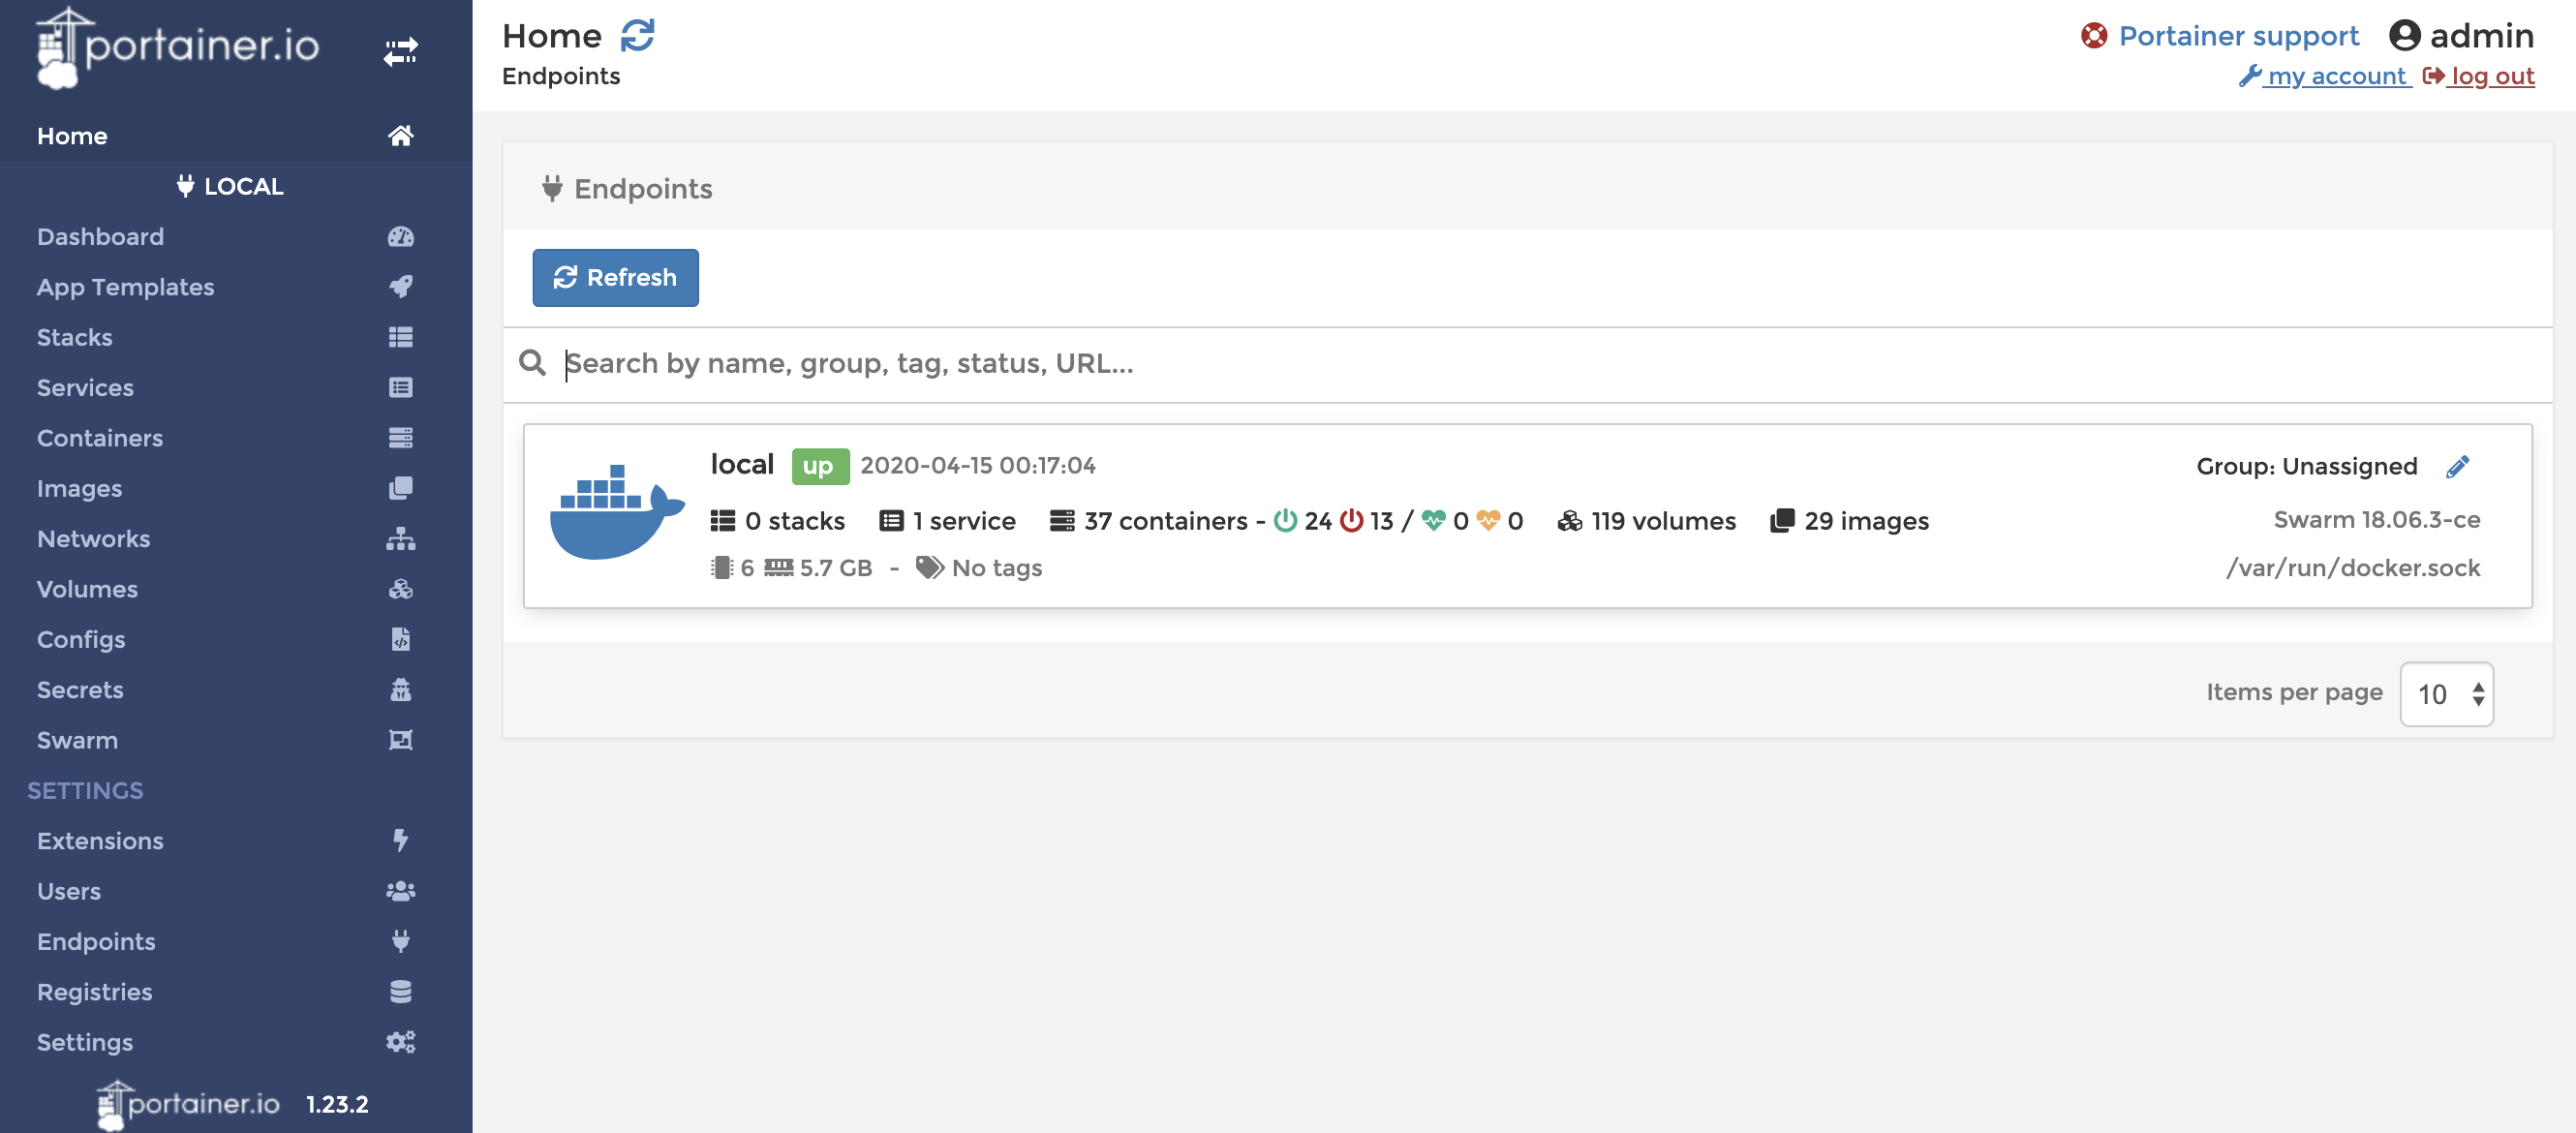 portainer.io
Home
LOCAL
Dashboard
App Templates
Stacks
Services
Containers
Images
Networks
Volumes
Configs
Secrets
Swarm
SETTINGS
Extensions
Users
Endpoints
Registries
Settings
portainer.io 1.23.2
Home
Endpoints
Portainer support admin
my account log out
Endpoints
Refresh
Search by name, group, tag, status, URL...
local up 2020-04-15 00:17:04
Group: Unassigned
0 stacks 1 service 37 containers - 24 13 / 0 0 119 volumes 29 images
Swarm 18.06.3-ce
6 5.7 GB - No tags
/var/run/docker.sock
Items per page 10